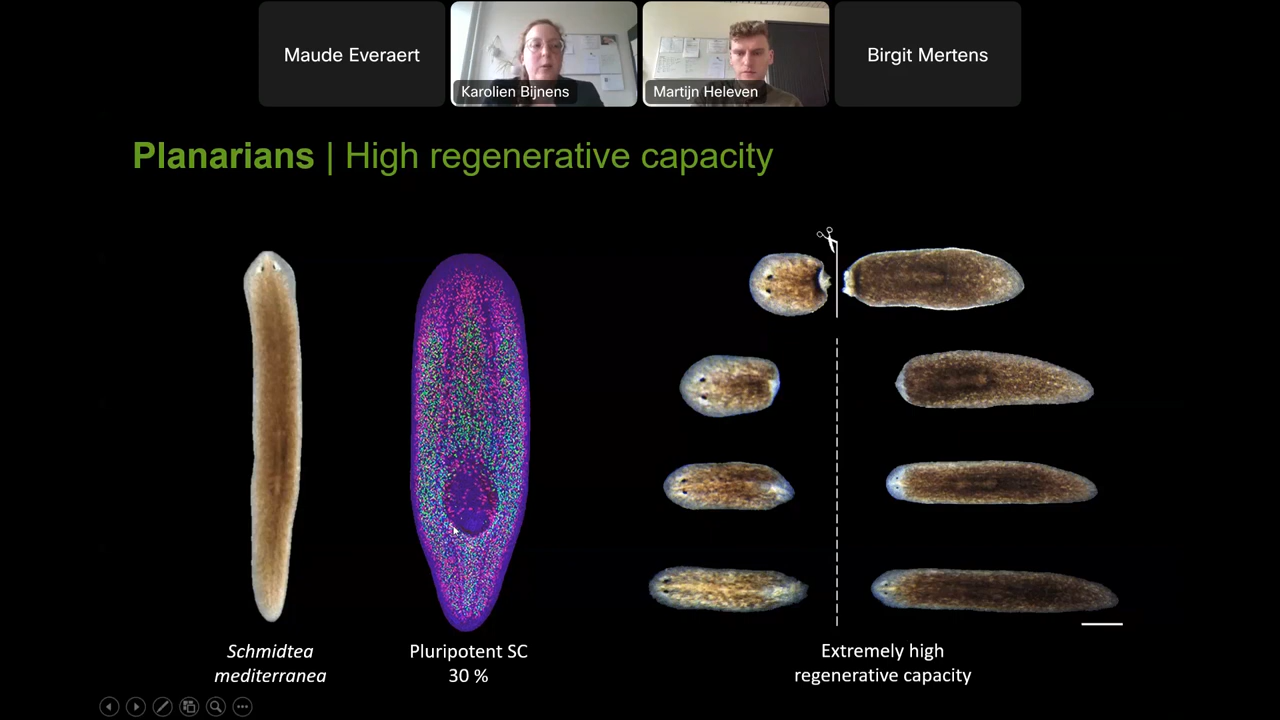 Maude Everaert
Karolien Bijnens
Martijn Heleven
Birgit Mertens
Planarians | High regenerative capacity
Schmidtea
mediterranea
Pluripotent SC
30 %
Extremely high
regenerative capacity